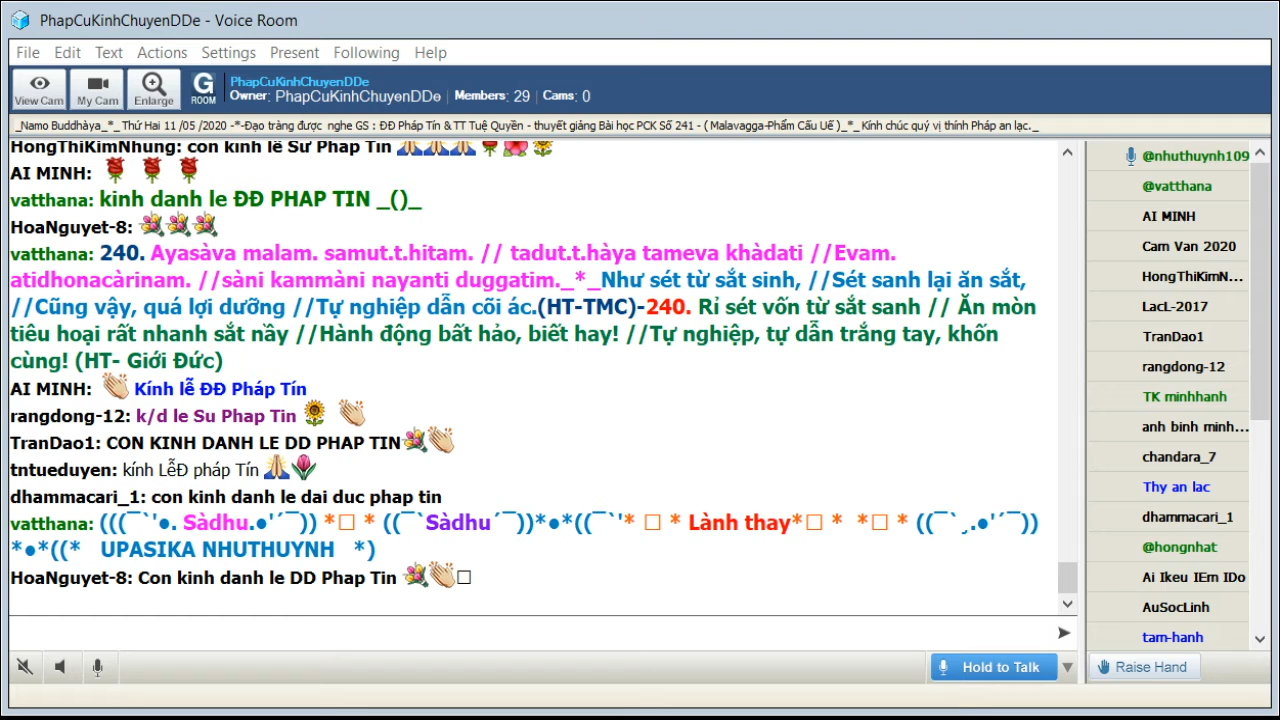 PhapCuKinhChuyenDDe - Voice Room
File Edit Text Actions Settings Present Following Help
View Cam My Cam Enlarge G ROOM
PhapCuKinhChuyenDDe
Owner: PhapCuKinhChuyenDDe Members: 29 Cams: 0
_Namo Buddhàya_*_ Thứ Hai 11 /05 /2020 -*-Đạo tràng được nghe GS : ĐĐ Pháp Tín & TT Tuệ Quyền - thuyết giảng Bài học PCK Số 241 - ( Malavagga-Phẩm Cấu Uế )_*_ Kính chúc quý vị thính Pháp an lạc._
HongThiKimNhung: con kinh lê Sư Phap Tin 🙏🙏🙏🌹🌺🌻
AI MINH: 🌹 🌹 🌹
vatthana: kinh danh le ĐĐ PHAP TIN _()_
HoaNguyet-8: 💐💐💐
vatthana: 240. Ayasàva malam. samut.t.hitam. // tadut.t.hàya tameva khàdati //Evam.
atidhonacàrinam. //sàni kammàni nayanti duggatim._*_Như sét từ sắt sinh, //Sét sanh lại ăn sắt,
//Cũng vậy, quá lợi dưỡng //Tự nghiệp dẫn cõi ác.(HT-TMC)-240. Rỉ sét vốn từ sắt sanh // Ăn mòn
tiêu hoại rất nhanh sắt nầy //Hành động bất hảo, biết hay! //Tự nghiệp, tự dẫn trắng tay, khốn
cùng! (HT- Giới Đức)
AI MINH: 👏 Kính lễ ĐĐ Pháp Tín
rangdong-12: k/d le Su Phap Tin 🌻 👏
TranDao1: CON KINH DANH LE DD PHAP TIN💐👏
tntueduyen: kính LễĐ pháp Tín 🙏🌷
dhammacari_1: con kinh danh le dai duc phap tin
vatthana: (((¯`'●. Sàdhu.●'´¯)) *□ * ((¯`Sàdhu´¯))*●*((¯`'* □ * Lành thay*□ * *□ * ((¯`¸.●'´¯))
*●*((* UPASIKA NHUTHUYNH *)
HoaNguyet-8: Con kinh danh le DD Phap Tin 💐👏□
@nhuthuynh109
@vatthana
AI MINH
Cam Van 2020
HongThiKimN...
LacL-2017
TranDao1
rangdong-12
TK minhhanh
anh binh minh...
chandara_7
Thy an lac
dhammacari_1
@hongnhat
Ai Ikeu IEm IDo
AuSocLinh
tam-hanh
Hold to Talk
Raise Hand